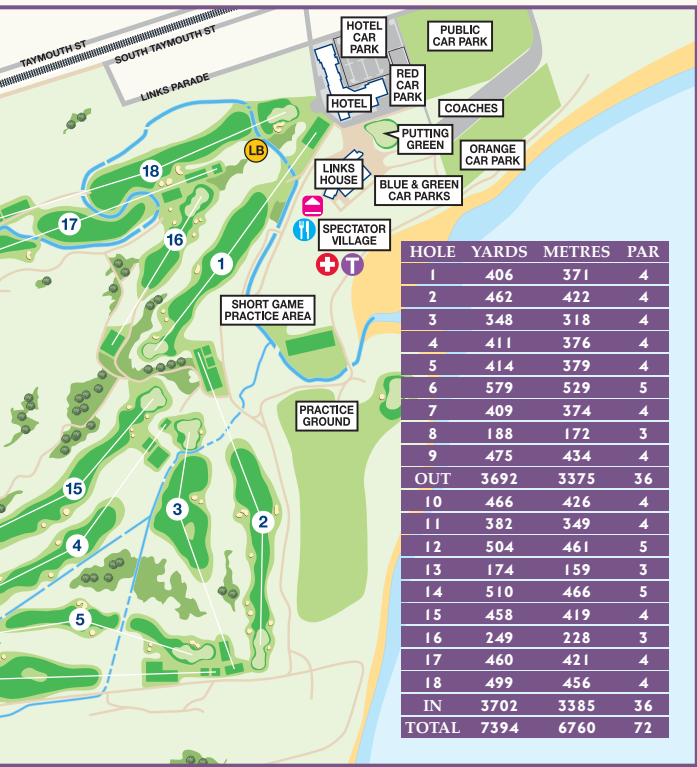 TAYMOUTH ST
SOUTH TAYMOUTH ST
LINKS PARADE
HOTEL
CAR
PARK
PUBLIC
CAR PARK
RED
CAR
PARK
HOTEL
COACHES
PUTTING
GREEN
ORANGE
CAR PARK
LB
LINKS
HOUSE
BLUE & GREEN
CAR PARKS
18
17
16
1
SPECTATOR
VILLAGE
T
SHORT GAME
PRACTICE AREA
PRACTICE
GROUND
15
3
2
4
5
HOLE YARDS METRES PAR
1 406 371 4
2 462 422 4
3 348 318 4
4 411 376 4
5 414 379 4
6 579 529 5
7 409 374 4
8 188 172 3
9 475 434 4
OUT 3692 3375 36
10 466 426 4
11 382 349 4
12 504 461 5
13 174 159 3
14 510 466 5
15 458 419 4
16 249 228 3
17 460 421 4
18 499 456 4
IN 3702 3385 36
TOTAL 7394 6760 72